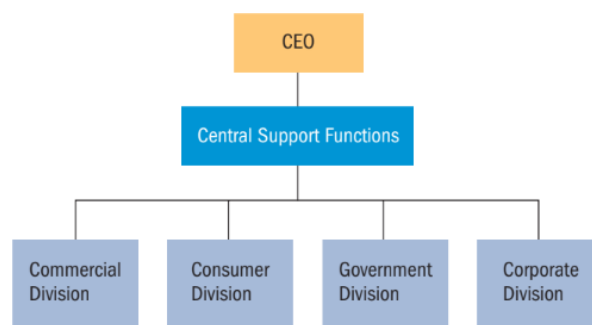 CEO
Central Support Functions
Commercial
Division
Consumer
Division
Government
Division
Corporate
Division